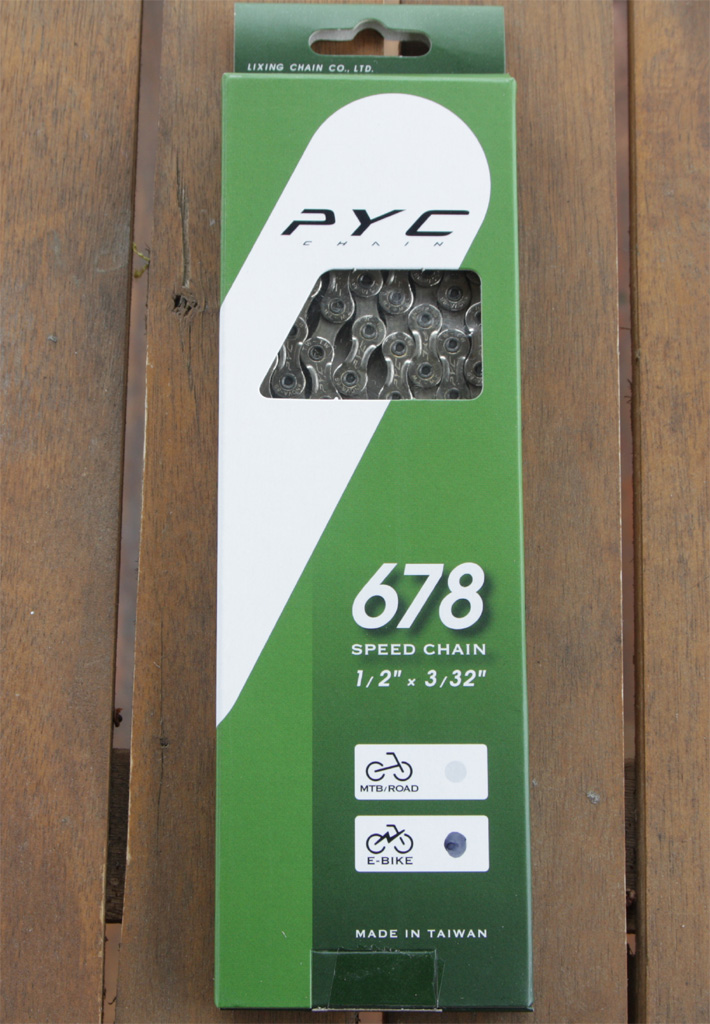 LIXING CHAIN CO., LTD.
PYC
CHAIN
678
SPEED CHAIN
1/2" × 3/32"
MTB/ROAD
E-BIKE
MADE IN TAIWAN